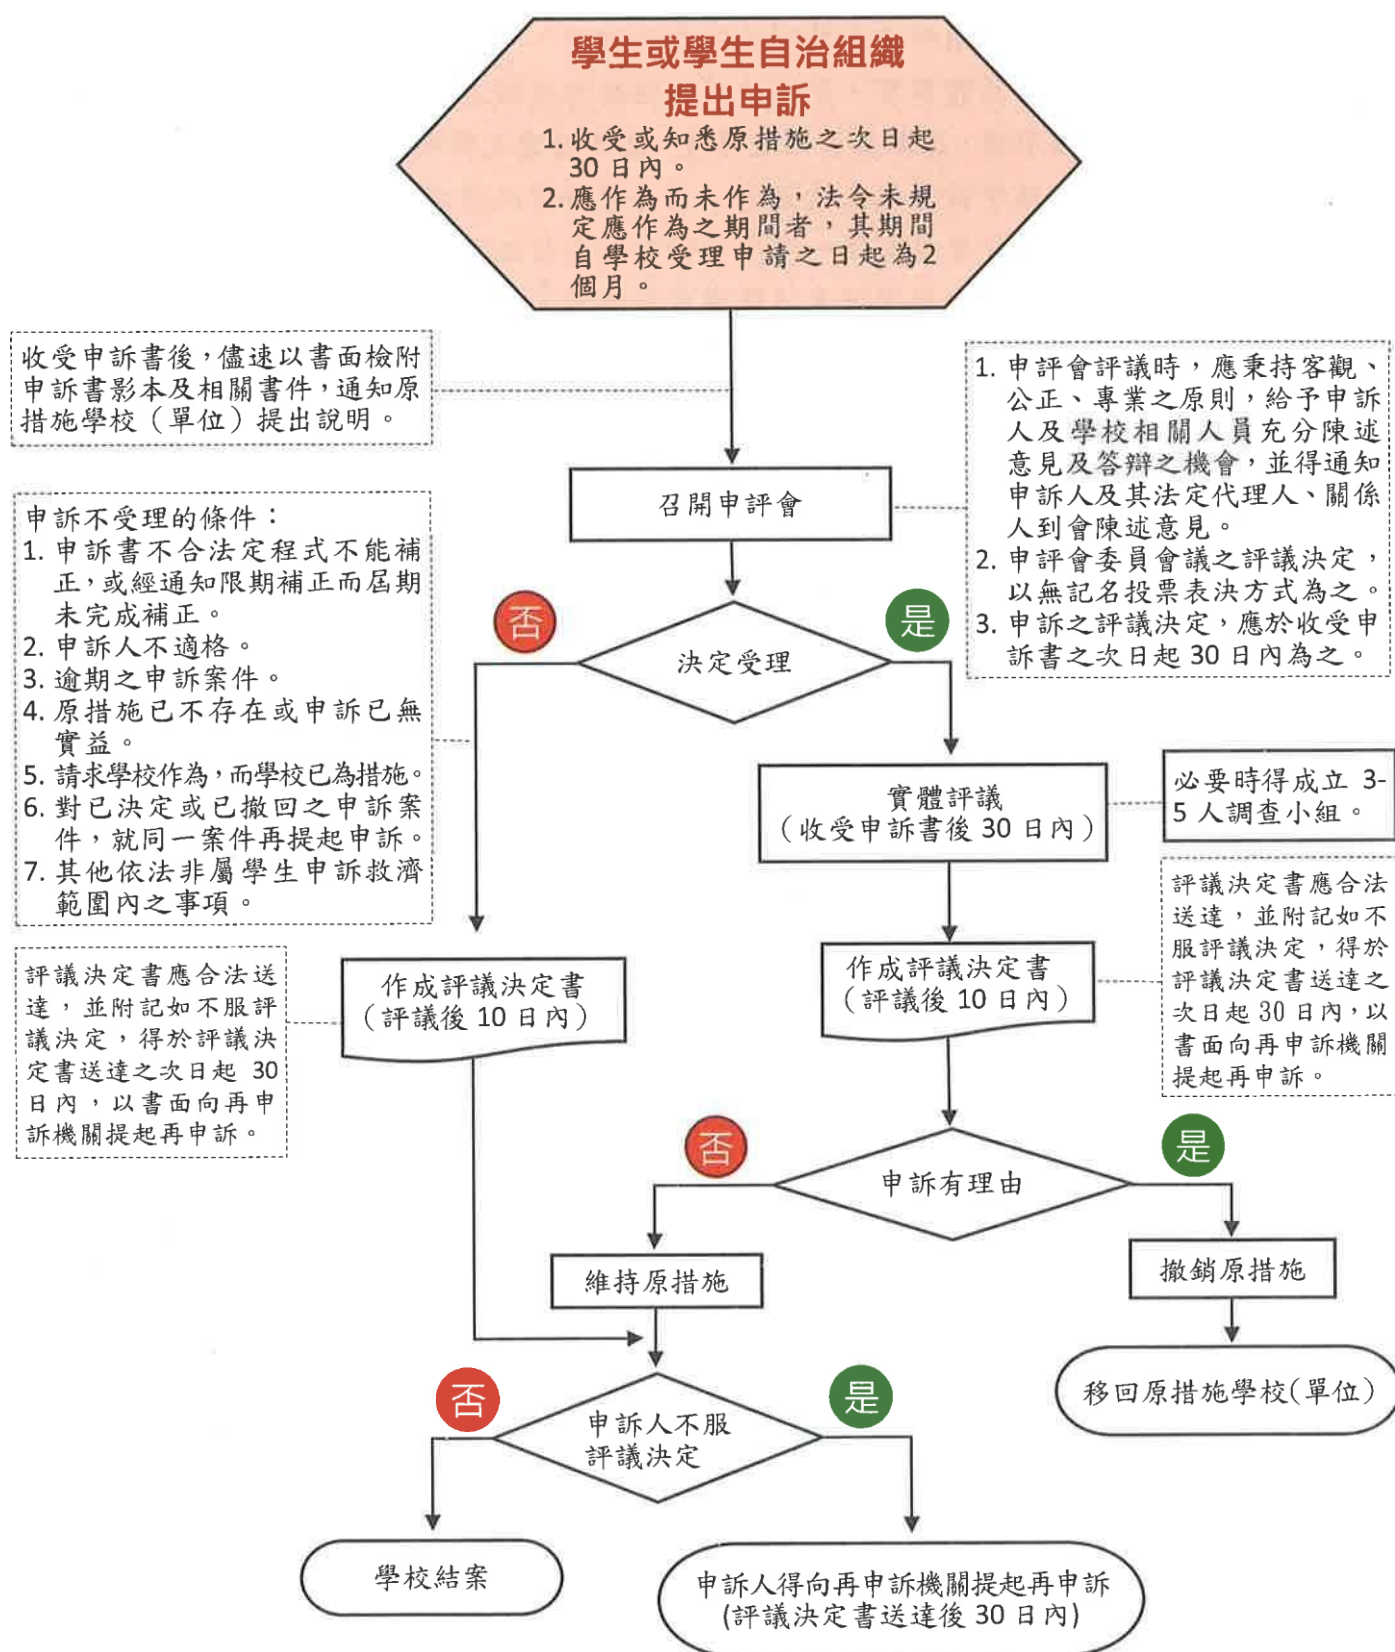 學生或學生自治組織
提出申訴
1. 收受或知悉原措施之次日起
30 日內。
2. 應作為而未作為，法令未規
定應作為之期間者，其期間
自學校受理申請之日起為2
個月。
收受申訴書後，儘速以書面檢附
申訴書影本及相關書件，通知原
措施學校（單位）提出說明。
1. 申評會評議時，應秉持客觀、
公正、專業之原則，給予申訴
人及學校相關人員充分陳述
意見及答辯之機會，並得通知
申訴人及其法定代理人、關係
人到會陳述意見。
2. 申評會委員會議之評議決定，
以無記名投票表決方式為之。
3. 申訴之評議決定，應於收受申
訴書之次日起 30 日內為之。
召開申評會
申訴不受理的條件：
1. 申訴書不合法定程式不能補
正，或經通知限期補正而屆期
未完成補正。
2. 申訴人不適格。
3. 逾期之申訴案件。
4. 原措施已不存在或申訴已無
實益。
5. 請求學校作為，而學校已為措施。
6. 對已決定或已撤回之申訴案
件，就同一案件再提起申訴。
7. 其他依法非屬學生申訴救濟
範圍內之事項。
否
是
決定受理
實體評議
（收受申訴書後 30 日內）
必要時得成立 3-
5 人調查小組。
評議決定書應合法
送達，並附記如不
服評議決定，得於
評議決定書送達之
次日起 30 日內，以
書面向再申訴機關
提起再申訴。
評議決定書應合法送
達，並附記如不服評
議決定，得於評議決
定書送達之次日起 30
日內，以書面向再申
訴機關提起再申訴。
作成評議決定書
（評議後 10 日內）
作成評議決定書
（評議後 10 日內）
否
是
申訴有理由
維持原措施
撤銷原措施
移回原措施學校(單位)
否
是
申訴人不服
評議決定
學校結案
申訴人得向再申訴機關提起再申訴
(評議決定書送達後 30 日內)